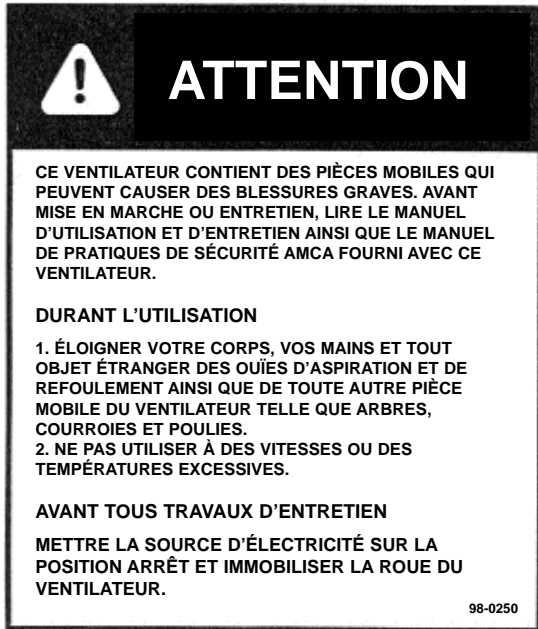 ATTENTION
CE VENTILATEUR CONTIENT DES PIÈCES MOBILES QUI
PEUVENT CAUSER DES BLESSURES GRAVES. AVANT
MISE EN MARCHE OU ENTRETIEN, LIRE LE MANUEL
D'UTILISATION ET D'ENTRETIEN AINSI QUE LE MANUEL
DE PRATIQUES DE SÉCURITÉ AMCA FOURNI AVEC CE
VENTILATEUR.
DURANT L'UTILISATION
1. ÉLOIGNER VOTRE CORPS, VOS MAINS ET TOUT
OBJET ÉTRANGER DES OUÏES D'ASPIRATION ET DE
REFOULEMENT AINSI QUE DE TOUTE AUTRE PIÈCE
MOBILE DU VENTILATEUR TELLE QUE ARBRES,
COURROIES ET POULIES.
2. NE PAS UTILISER À DES VITESSES OU DES
TEMPÉRATURES EXCESSIVES.
AVANT TOUS TRAVAUX D'ENTRETIEN
METTRE LA SOURCE D'ÉLECTRICITÉ SUR LA
POSITION ARRÊT ET IMMOBILISER LA ROUE DU
VENTILATEUR.
98-0250